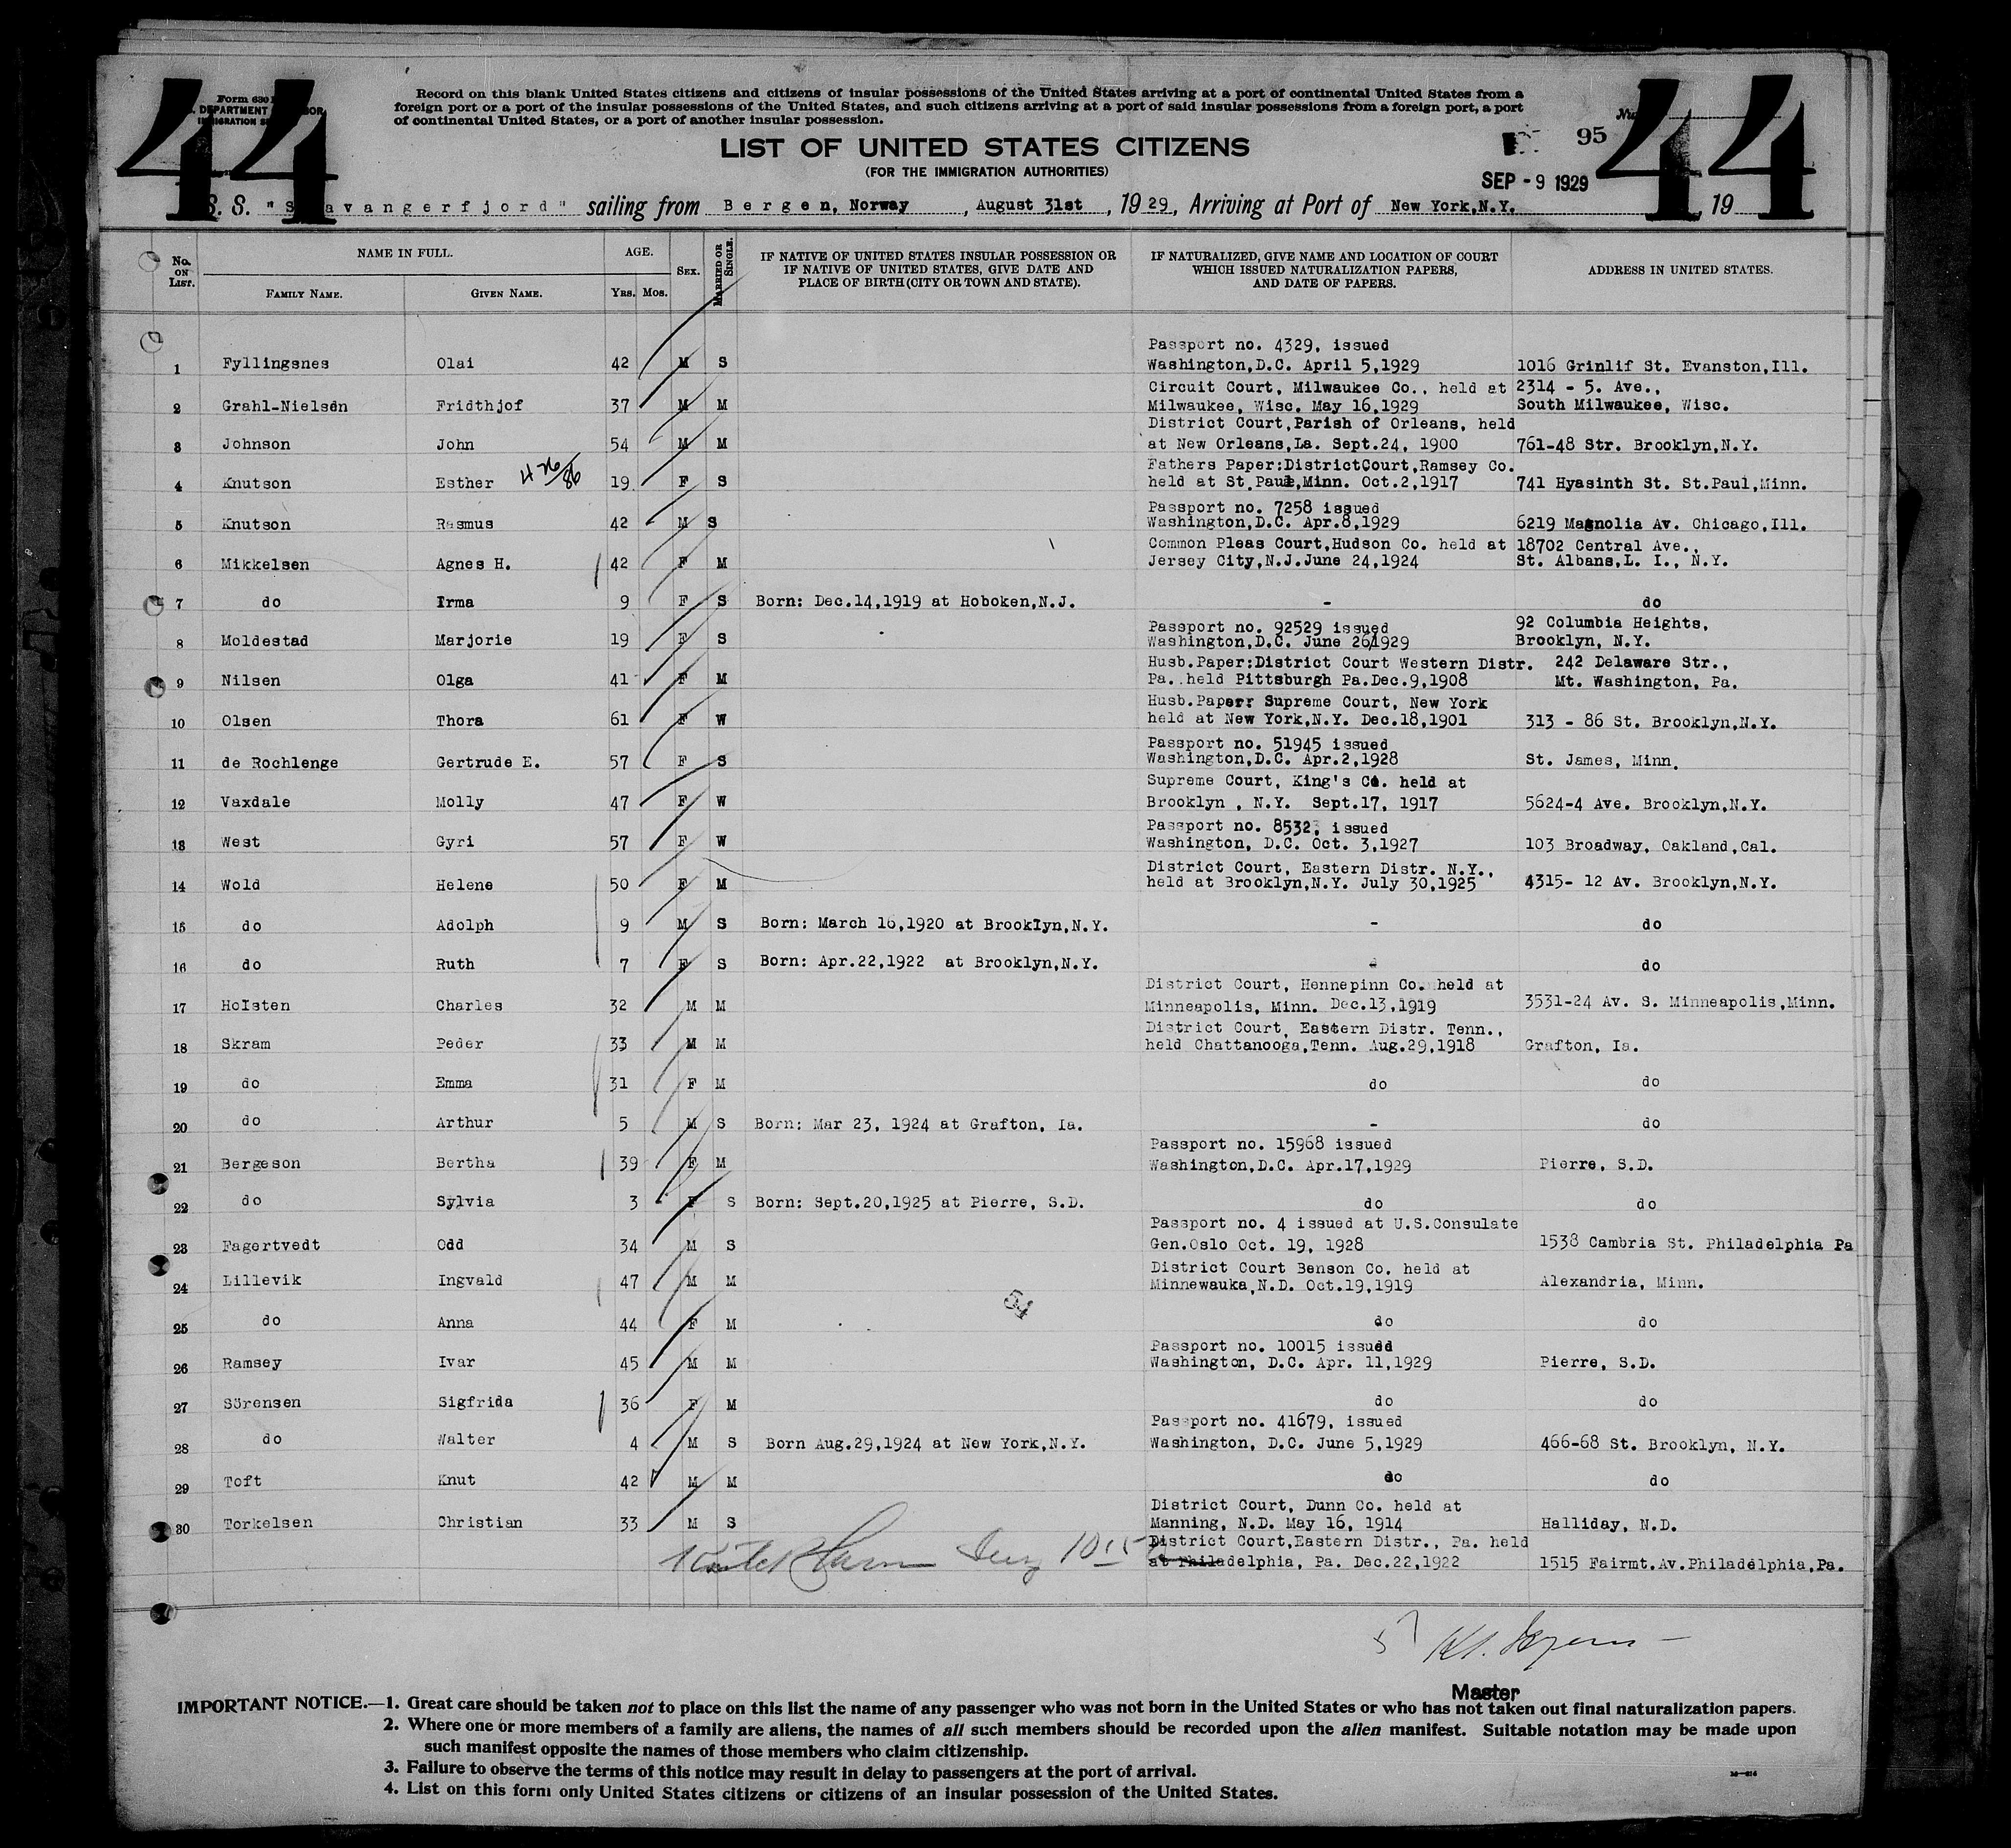 44 44
Form 630
DEPARTMENT OF LABOR
IMMIGRATION SERVICE
Record on this blank United States citizens and citizens of insular possessions of the United States arriving at a port of continental United States from a
foreign port or a port of the insular possessions of the United States, and such citizens arriving at a port of said insular possessions from a foreign port, a port
of continental United States, or a port of another insular possession.
95
LIST OF UNITED STATES CITIZENS
(FOR THE IMMIGRATION AUTHORITIES)
SEP - 9 1929
S. S. "Stavangerfjord" sailing from Bergen, Norway, August 31st, 1929, Arriving at Port of New York,N.Y. 19
No. ON LIST. NAME IN FULL. FAMILY NAME. GIVEN NAME. AGE. YRS. MOS. SEX. MARRIED OR SINGLE. IF NATIVE OF UNITED STATES INSULAR POSSESSION OR IF NATIVE OF UNITED STATES, GIVE DATE AND PLACE OF BIRTH (CITY OR TOWN AND STATE). IF NATURALIZED, GIVE NAME AND LOCATION OF COURT WHICH ISSUED NATURALIZATION PAPERS, AND DATE OF PAPERS. ADDRESS IN UNITED STATES.
Passport no. 4329, issued
1 Fyllingsnes Olai 42 M S Washington,D.C. April 5,1929 1016 Grinlif St. Evanston,Ill.
Circuit Court, Milwaukee Co., held at 2314 - 5. Ave.,
2 Grahl-Nielsen Fridthjof 37 M M Milwaukee, Wisc. May 16,1929 South Milwaukee, Wisc.
District Court,Parish of Orleans, held
3 Johnson John 54 M M at New Orleans,La. Sept.24, 1900 761-48 Str. Brooklyn,N.Y.
Fathers Paper:DistrictCourt,Ramsey Co.
4 Knutson Esther 19 F S held at St.Paul,Minn. Oct.2,1917 741 Hyasinth St. St.Paul,Minn.
Passport no. 7258 issued
5 Knutson Rasmus 42 M S Washington,D.C. Apr.8,1929 6219 Magnolia Av. Chicago,Ill.
Common Pleas Court,Hudson Co. held at 18702 Central Ave.,
6 Mikkelsen Agnes H. 42 F M Jersey City,N.J.June 24,1924 St. Albans,L. I., N.Y.
7 do Irma 9 F S Born: Dec.14,1919 at Hoboken,N.J. - do
Passport no. 92529 issued 92 Columbia Heights,
8 Moldestad Marjorie 19 F S Washington,D.C. June 26,1929 Brooklyn, N.Y.
Husb.Paper:District Court Western Distr. 242 Delaware Str.,
9 Nilsen Olga 41 F M Pa..held Pittsburgh Pa.Dec.9,1908 Mt. Washington, Pa.
Husb.Paperr Supreme Court, New York
10 Olsen Thora 61 F W held at New York,N.Y. Dec.18,1901 313 - 86 St. Brooklyn,N.Y.
Passport no. 51945 issued
11 de Rochlenge Gertrude E. 57 F S Washington,D.C. Apr.2,1928 St. James, Minn.
Supreme Court, King's Co. held at
12 Vaxdale Molly 47 F W Brooklyn , N.Y. Sept.17, 1917 5624-4 Ave. Brooklyn,N.Y.
Passport no. 8532, issued
13 West Gyri 57 F W Washington, D.C. Oct. 3,1927 103 Broadway, Oakland,Cal.
District Court, Eastern Distr. N.Y.,
14 Wold Helene 50 F M held at Brooklyn,N.Y. July 30,1925 4315- 12 Av. Brooklyn,N.Y.
15 do Adolph 9 M S Born: March 16,1920 at Brooklyn,N.Y. - do
16 do Ruth 7 F S Born: Apr.22,1922 at Brooklyn,N.Y. - do
District Court, Hennepinn Co. held at
17 Holsten Charles 32 M M Minneapolis, Minn. Dec.13,1919 3531-24 Av. S. Minneapolis,Minn.
District Court, Eastern Distr. Tenn.,
18 Skram Peder 33 M M held Chattanooga,Tenn. Aug.29,1918 Grafton, Ia.
19 do Emma 31 F M do do
20 do Arthur 5 M S Born: Mar 23, 1924 at Grafton, Ia. - do
Passport no. 15968 issued
21 Bergeson Bertha 39 F M Washington,D.C. Apr.17,1929 Pierre, S.D.
22 do Sylvia 3 F S Born: Sept.20,1925 at Pierre, S.D. do do
Passport no. 4 issued at U.S.Consulate
23 Fagertvedt Odd 34 M S Gen.Oslo Oct. 19, 1928 1538 Cambria St. Philadelphia Pa
District Court Benson Co. held at
24 Lillevik Ingvald 47 M M Minnewauka,N.D. Oct.19,1919 Alexandria, Minn.
54
25 do Anna 44 F M do do
Passport no. 10015 issued
26 Ramsey Ivar 45 M M Washington, D.C. Apr. 11,1929 Pierre, S.D.
27 Sörensen Sigfrida 36 F M do do
Passport no. 41679, issued
28 do Walter 4 M S Born Aug.29,1924 at New York,N.Y. Washington, D.C. June 5,1929 466-68 St. Brooklyn, N.Y.
29 Toft Knut 42 M M do do
District Court, Dunn Co. held at
30 Torkelsen Christian 33 M S Manning, N.D. May 16, 1914 Halliday, N.D.
District Court,Eastern Distr., Pa. held
at Philadelphia, Pa. Dec.22,1922 1515 Fairmt.Av.Philadelphia,Pa.
Master
IMPORTANT NOTICE.—1. Great care should be taken not to place on this list the name of any passenger who was not born in the United States or who has not taken out final naturalization papers.
2. Where one or more members of a family are aliens, the names of all such members should be recorded upon the alien manifest. Suitable notation may be made upon
such manifest opposite the names of those members who claim citizenship.
3. Failure to observe the terms of this notice may result in delay to passengers at the port of arrival.
4. List on this form only United States citizens or citizens of an insular possession of the United States.